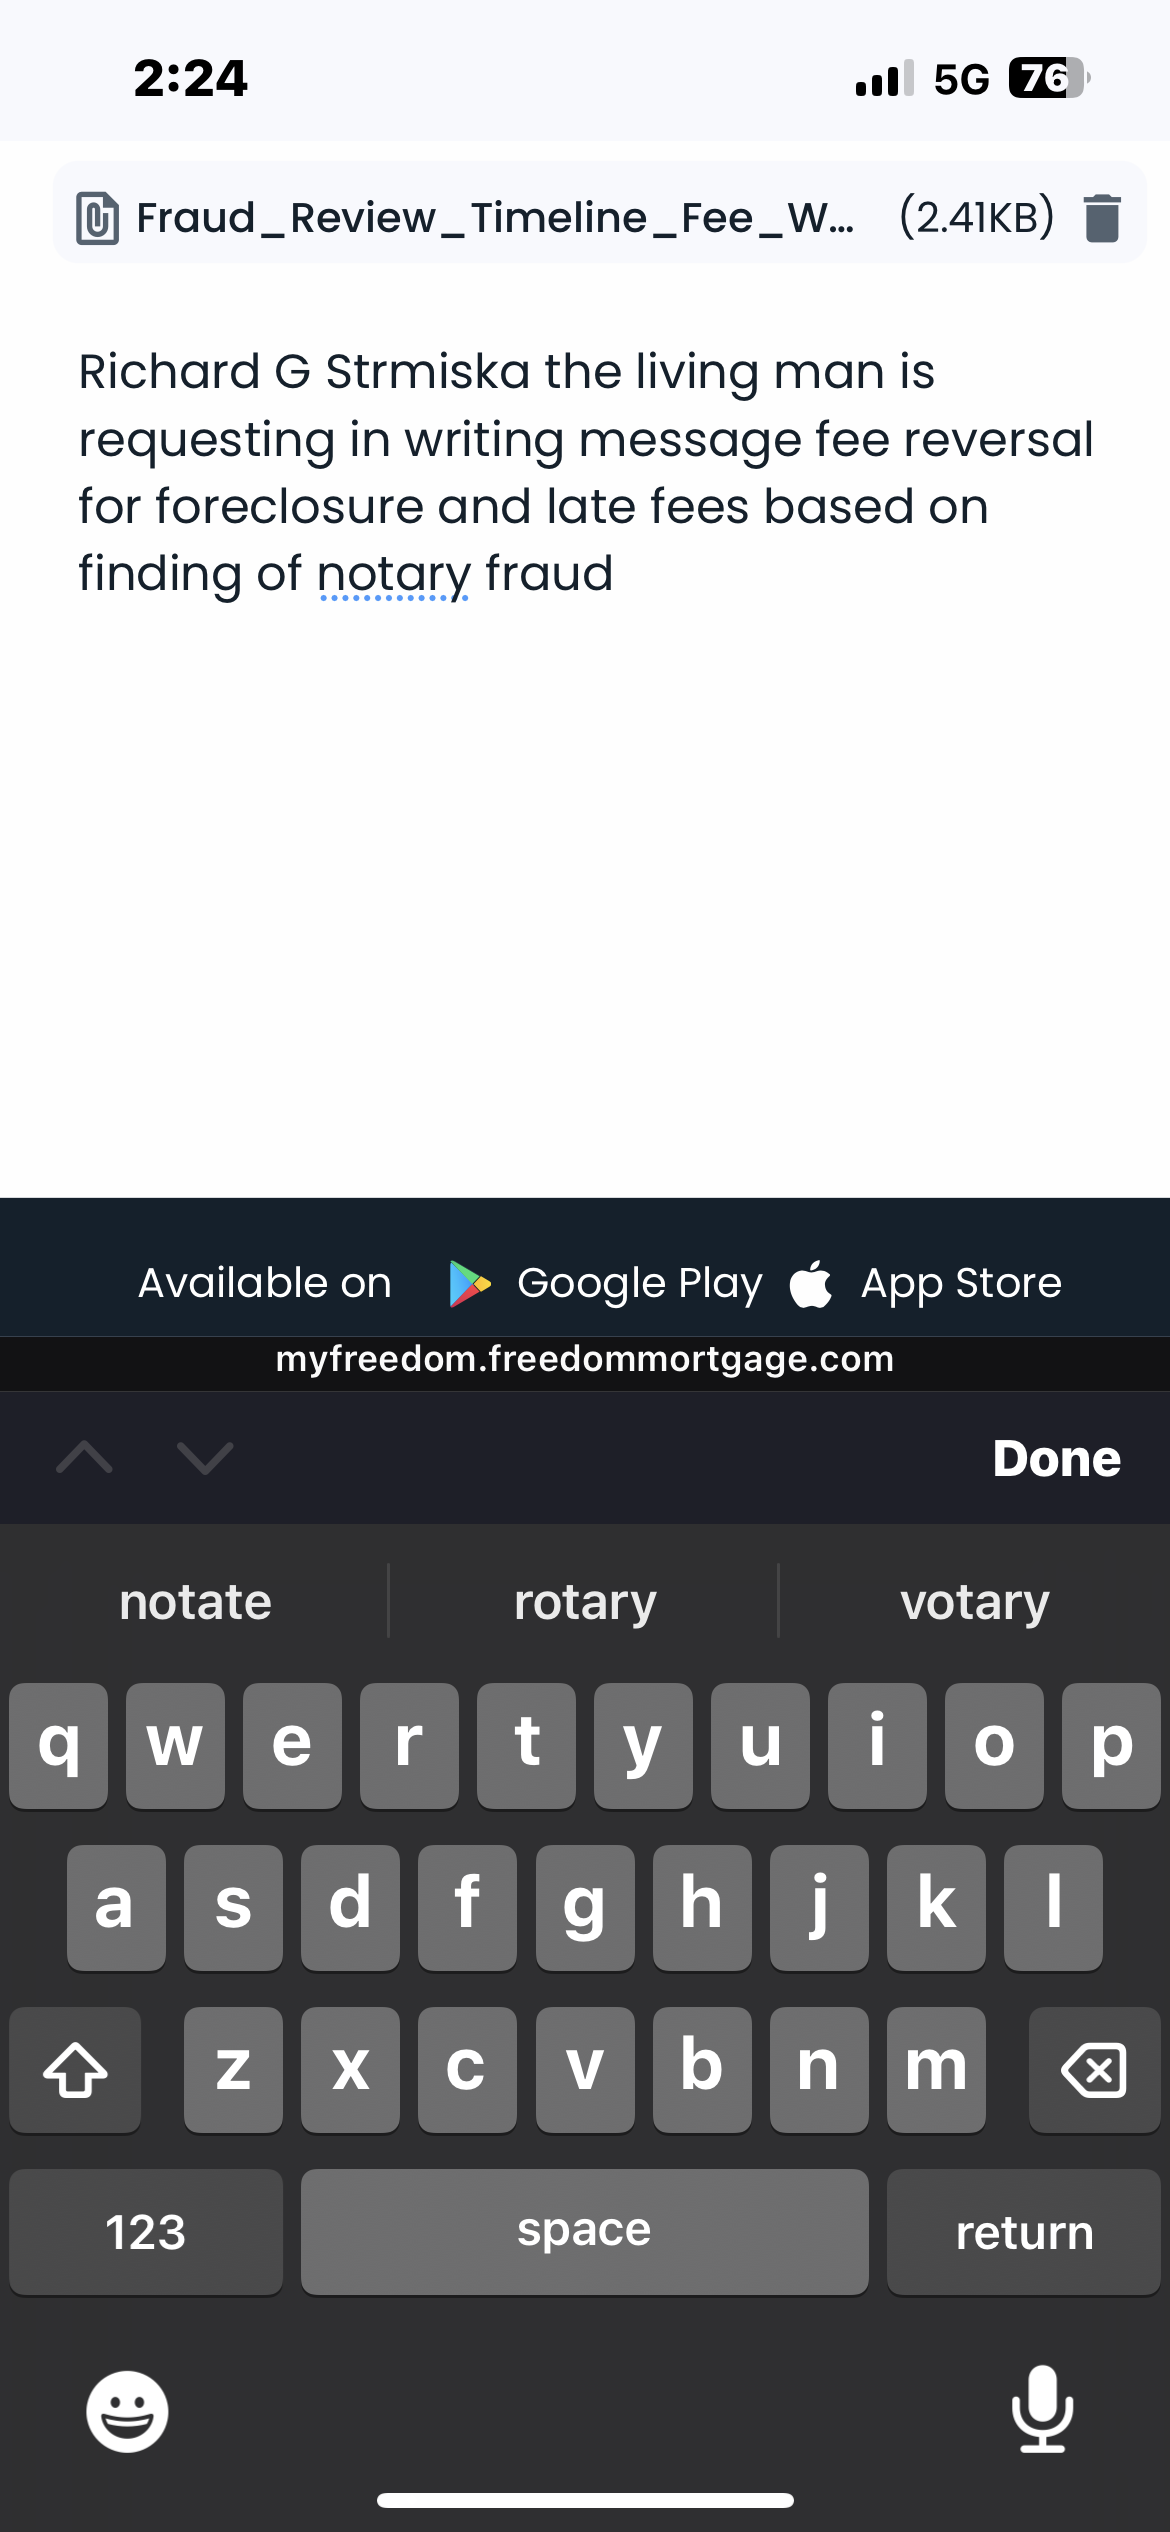 2:24 5G 76
Fraud_Review_Timeline_Fee_W... (2.41KB)
Richard G Strmiska the living man is
requesting in writing message fee reversal
for foreclosure and late fees based on
finding of notary fraud
Available on Google Play App Store
myfreedom.freedommortgage.com
Done
notate rotary votary
q w e r t y u i o p
a s d f g h j k l
z x c v b n m
123 space return